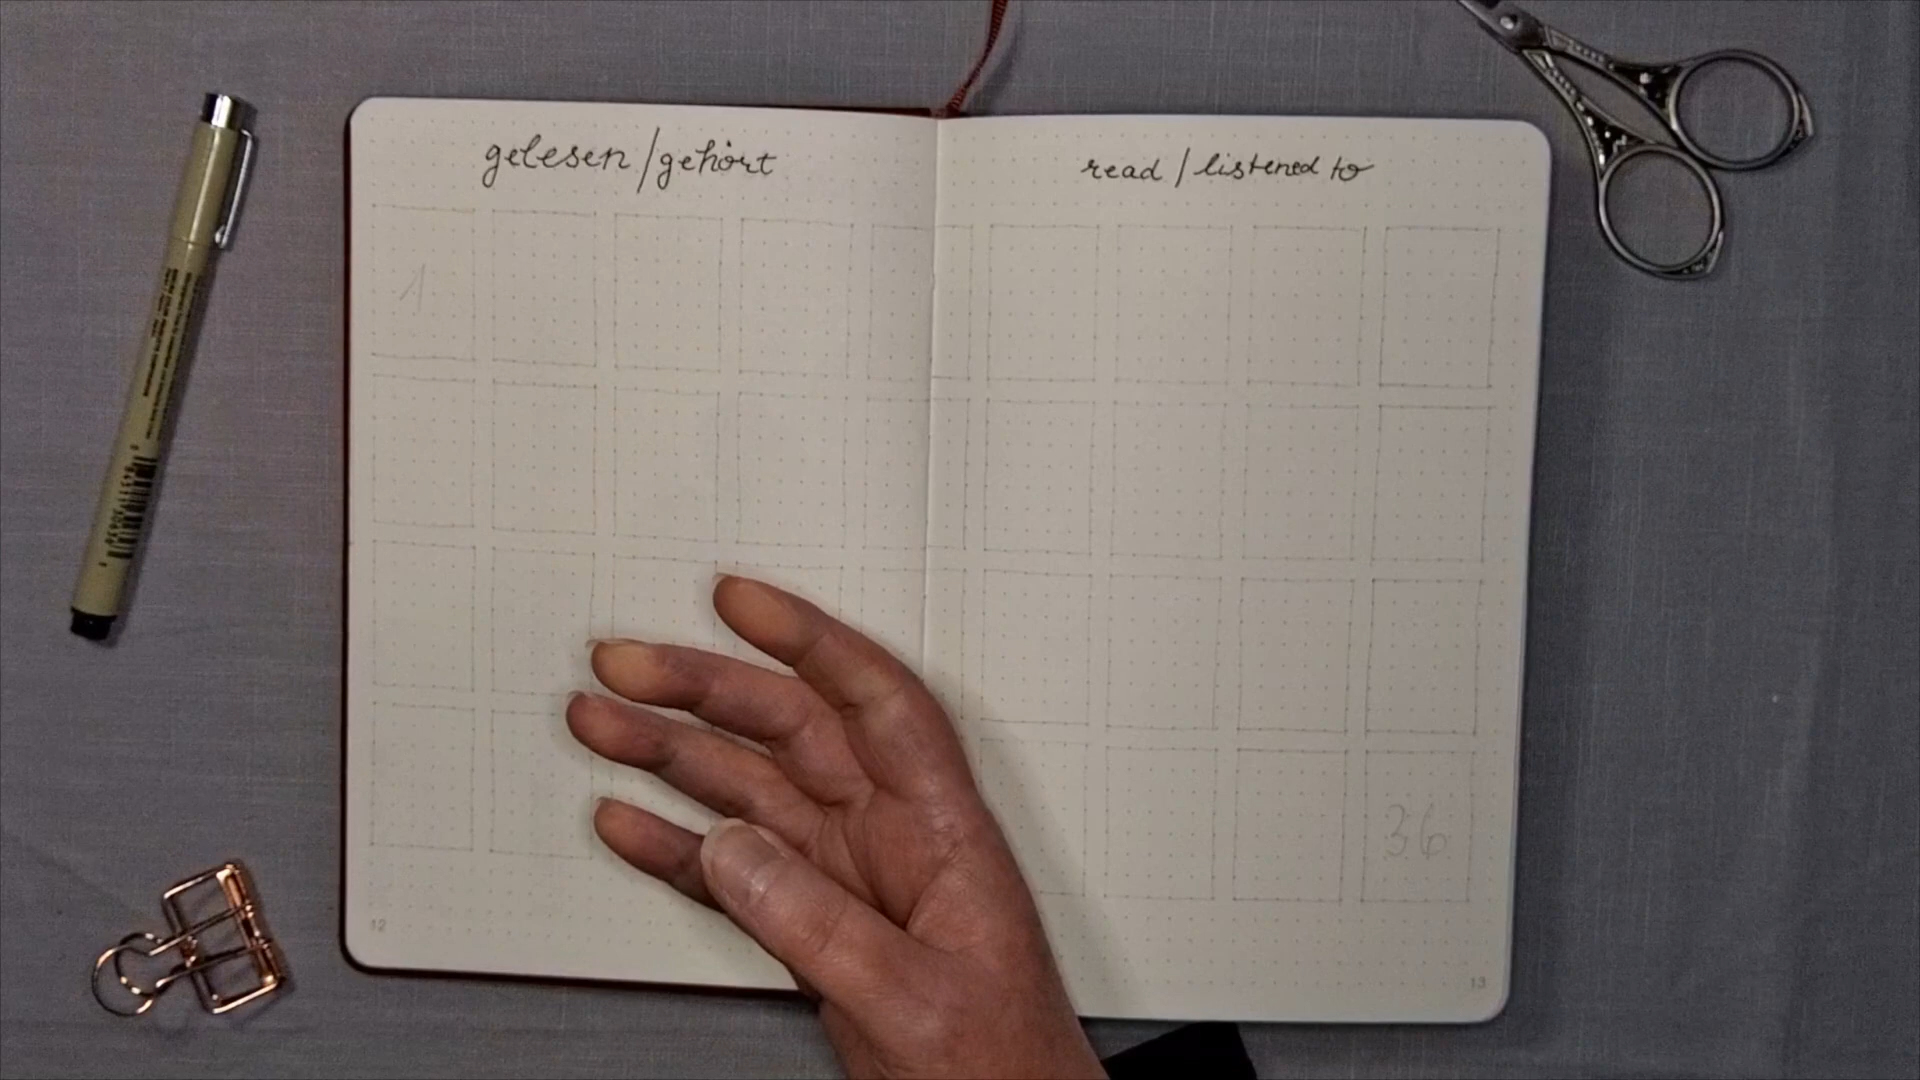 gelesen / gehört
read / listened to
1
36
12
13